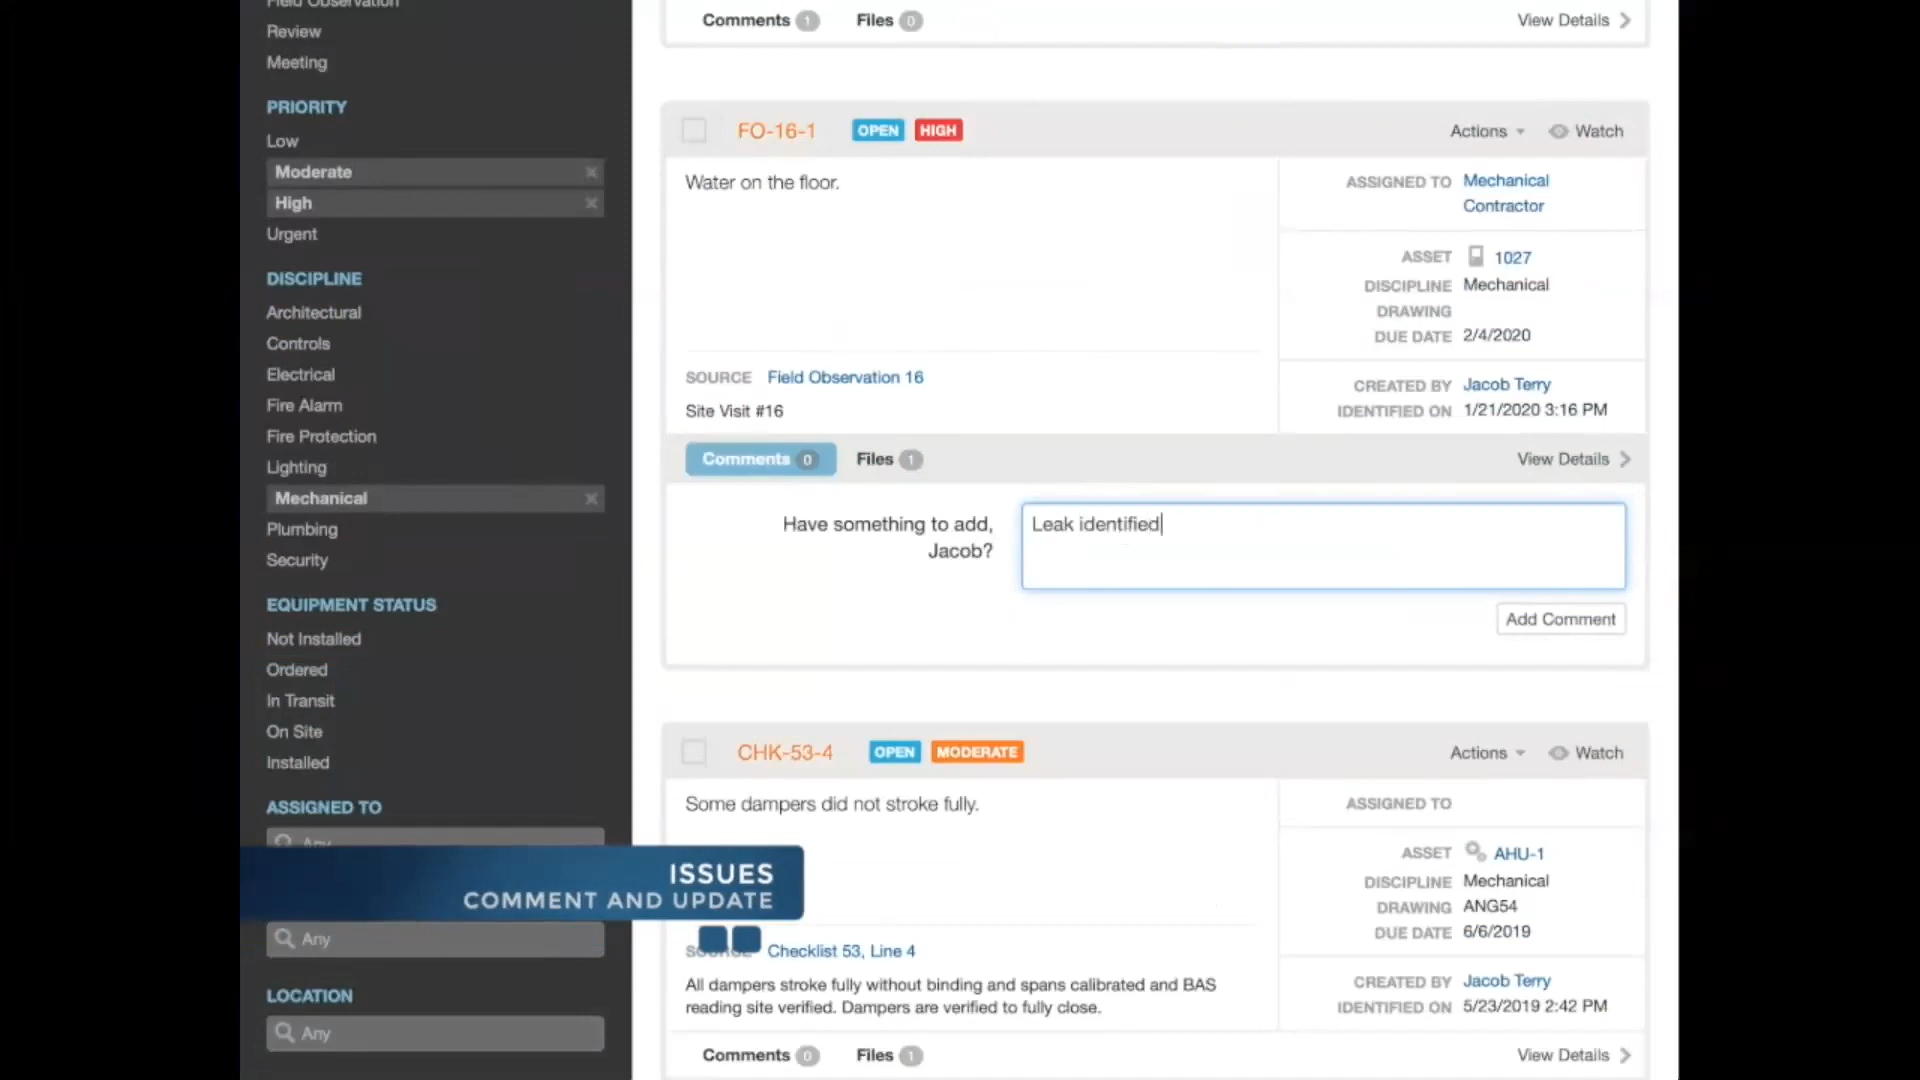 Field Observation
Review
Meeting
PRIORITY
Low
Moderate
High
Urgent
DISCIPLINE
Architectural
Controls
Electrical
Fire Alarm
Fire Protection
Lighting
Mechanical
Plumbing
Security
EQUIPMENT STATUS
Not Installed
Ordered
In Transit
On Site
Installed
ASSIGNED TO
Any
Any
LOCATION
Any
Comments 1 Files 0 View Details
FO-16-1 OPEN HIGH Actions Watch
Water on the floor.
ASSIGNED TO Mechanical
Contractor
ASSET 1027
DISCIPLINE Mechanical
DRAWING
DUE DATE 2/4/2020
SOURCE Field Observation 16
Site Visit #16
CREATED BY Jacob Terry
IDENTIFIED ON 1/21/2020 3:16 PM
Comments 0 Files 1 View Details
Have something to add,
Jacob?
Leak identified
Add Comment
CHK-53-4 OPEN MODERATE Actions Watch
Some dampers did not stroke fully.
ASSIGNED TO
ASSET AHU-1
DISCIPLINE Mechanical
DRAWING ANG54
DUE DATE 6/6/2019
ISSUES
COMMENT AND UPDATE
SOURCE Checklist 53, Line 4
All dampers stroke fully without binding and spans calibrated and BAS
reading site verified. Dampers are verified to fully close.
CREATED BY Jacob Terry
IDENTIFIED ON 5/23/2019 2:42 PM
Comments 0 Files 1 View Details